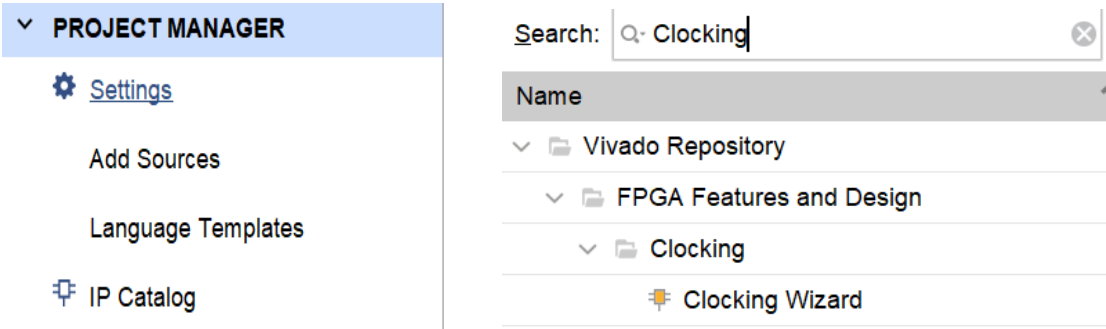 PROJECT MANAGER
Settings
Add Sources
Language Templates
IP Catalog
Search: Clocking
Name
Vivado Repository
FPGA Features and Design
Clocking
Clocking Wizard